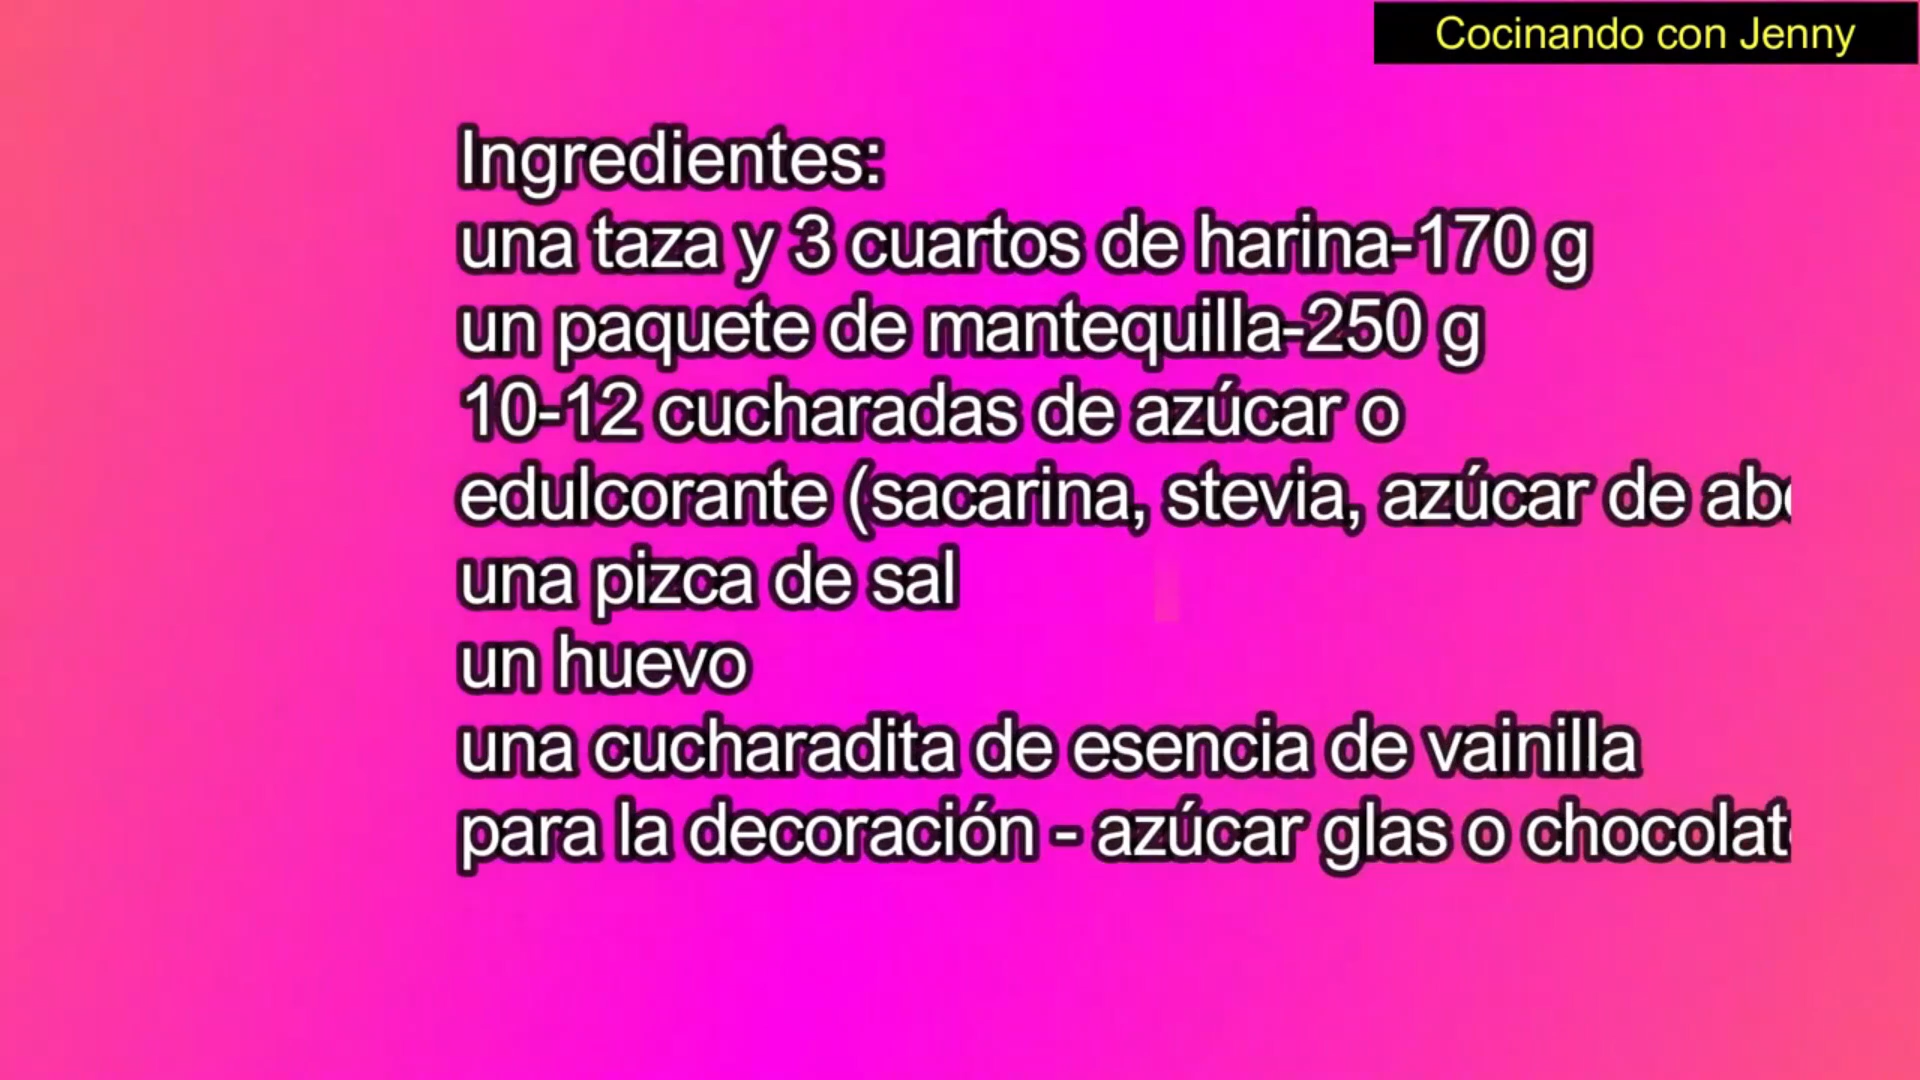 Cocinando con Jenny
Ingredientes:
una taza y 3 cuartos de harina-170 g
un paquete de mantequilla-250 g
10-12 cucharadas de azúcar o
edulcorante (sacarina, stevia, azúcar de
una pizca de sal
un huevo
una cucharadita de esencia de vainilla
para la decoración - azúcar glas o